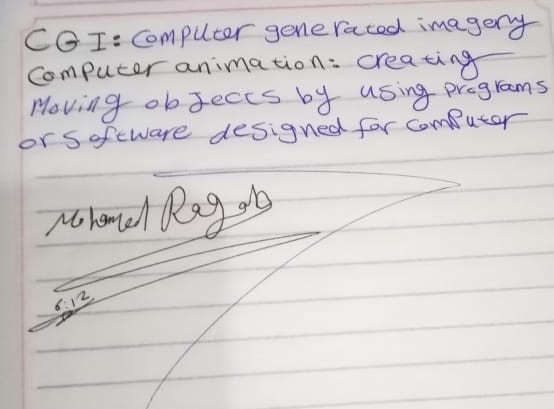 CGI: Computer generated imagery
Computer animation: creating
Moving objects by using programs
or software designed for computer
Mohamed Ragab
6:12